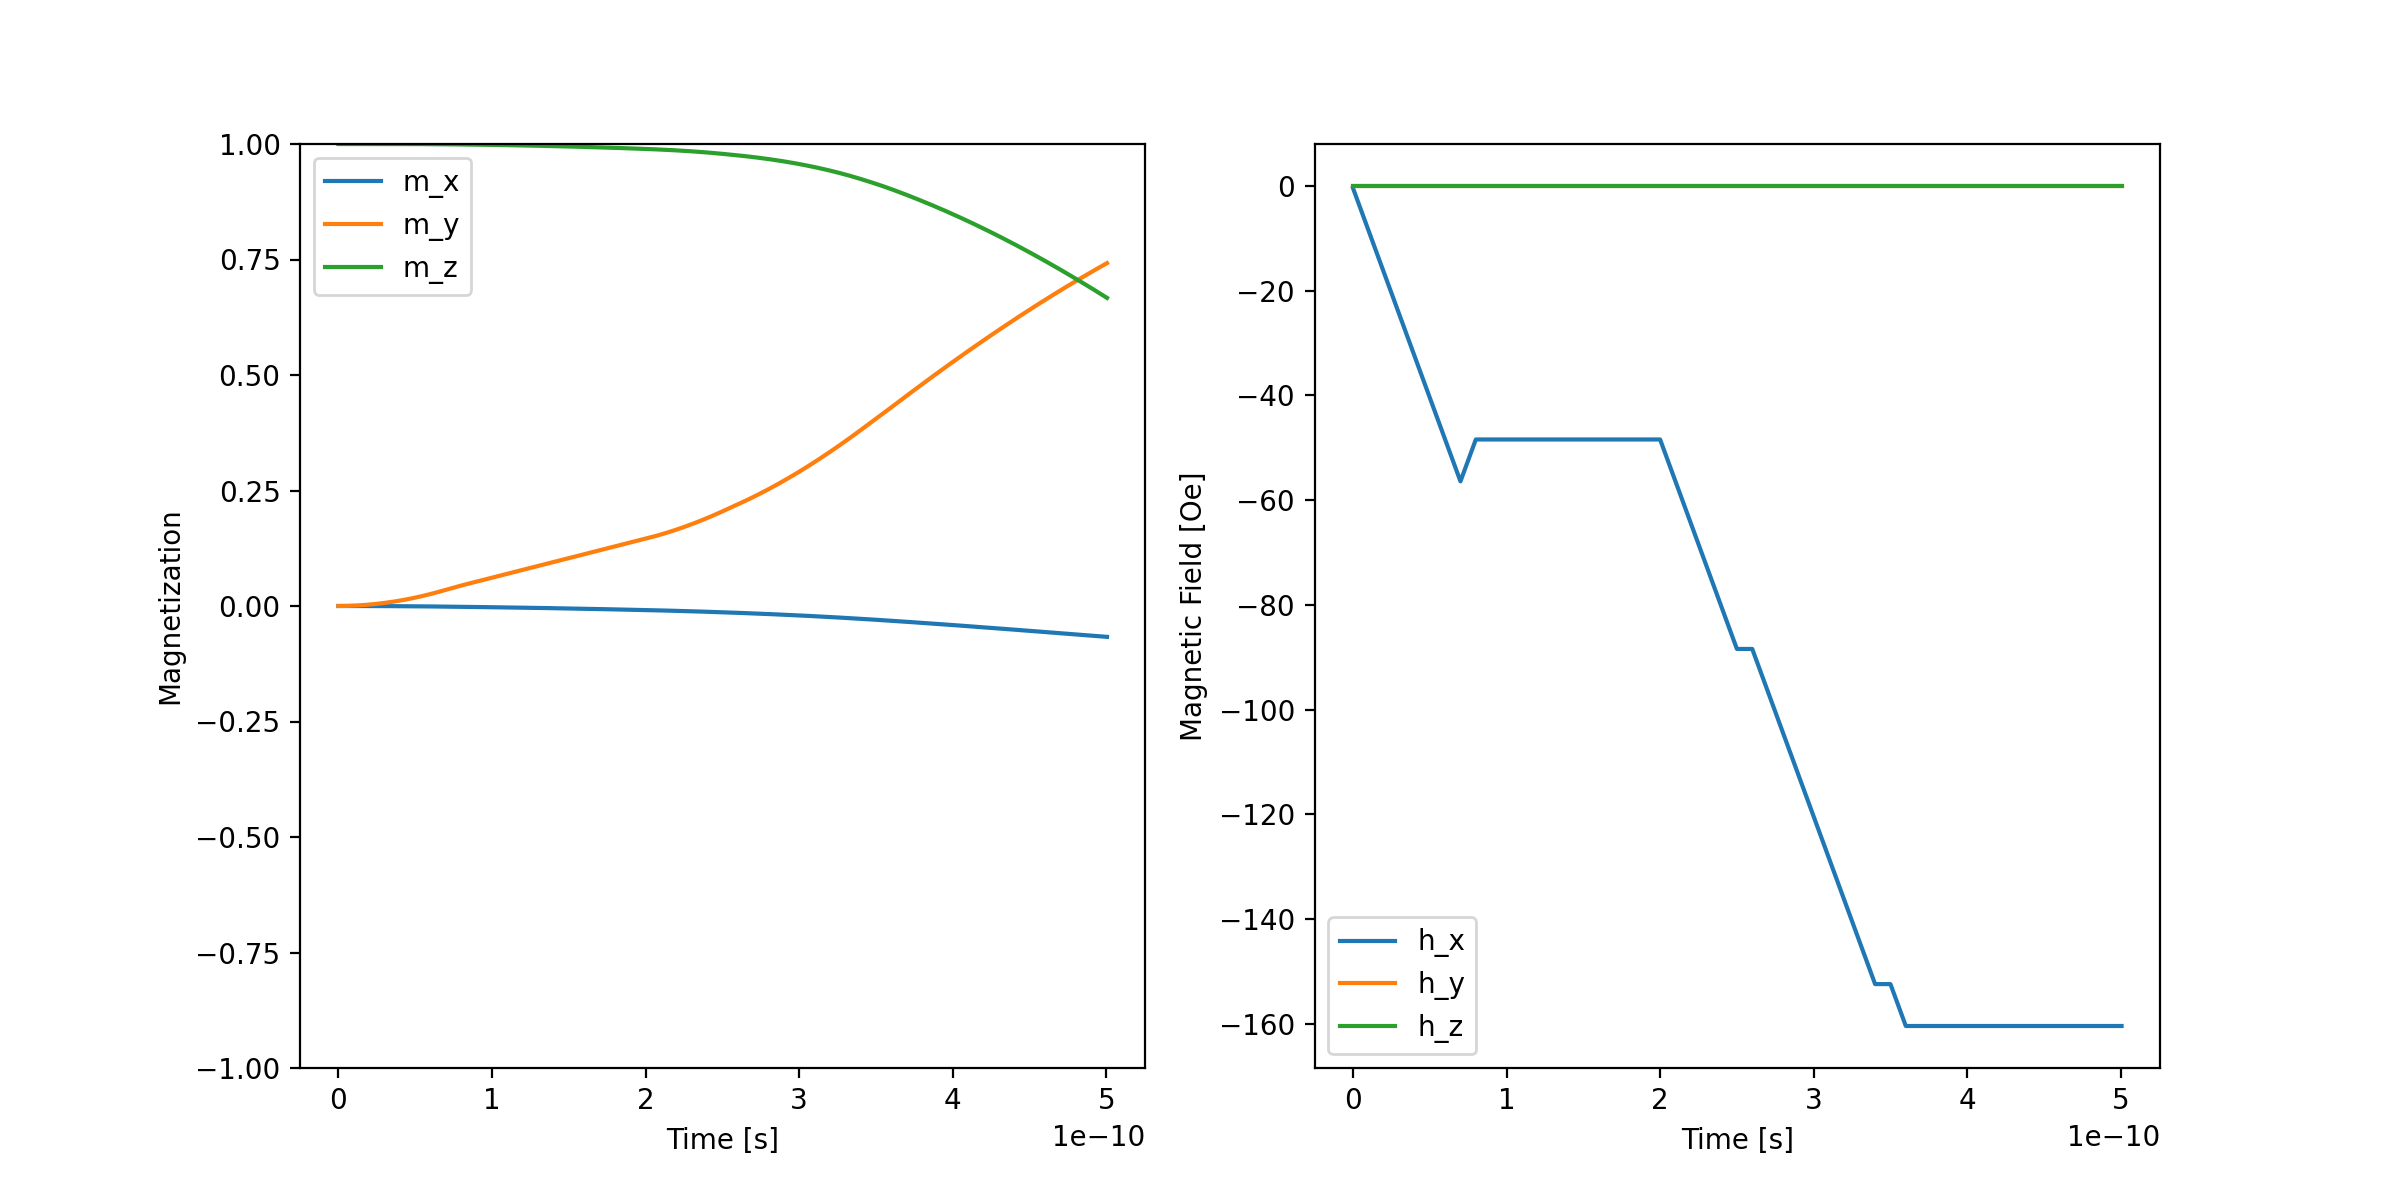 1.00
0.75
0.50
0.25
0.00
−0.25
−0.50
−0.75
−1.00
Magnetization
m_x
m_y
m_z
0 1 2 3 4 5
Time [s]
1e−10
0
−20
−40
−60
−80
−100
−120
−140
−160
Magnetic Field [Oe]
h_x
h_y
h_z
0 1 2 3 4 5
Time [s]
1e−10